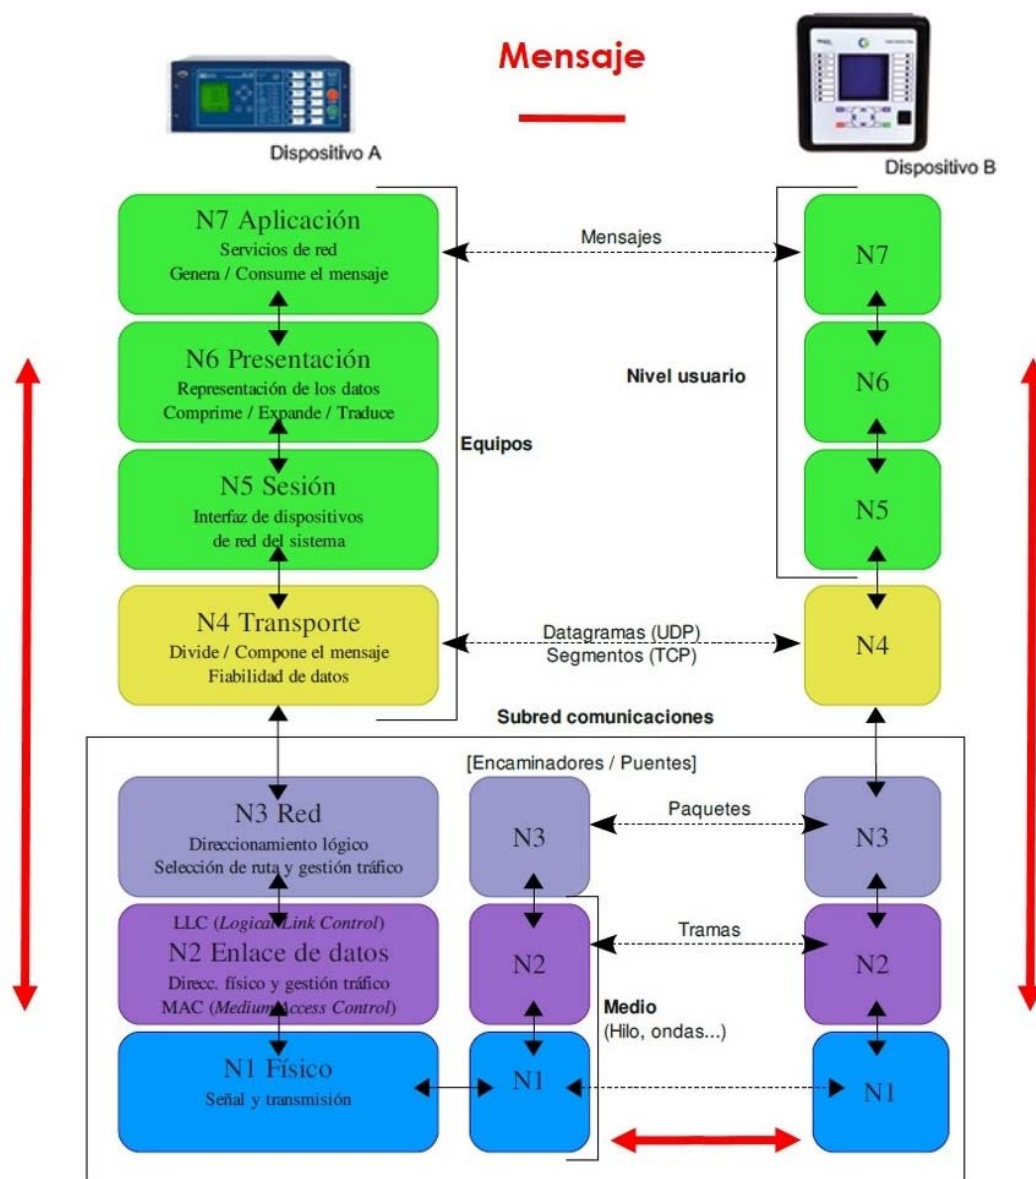 Mensaje
Dispositivo A
Dispositivo B
N7 Aplicación
Servicios de red
Genera / Consume el mensaje
Mensajes
N7
N6 Presentación
Representación de los datos
Comprime / Expande / Traduce
Nivel usuario
N6
Equipos
N5 Sesión
Interfaz de dispositivos
de red del sistema
N5
N4 Transporte
Divide / Compone el mensaje
Fiabilidad de datos
Datagramas (UDP)
Segmentos (TCP)
N4
Subred comunicaciones
[Encaminadores / Puentes]
N3 Red
Direccionamiento lógico
Selección de ruta y gestión tráfico
N3
Paquetes
N3
LLC (Logical Link Control)
N2 Enlace de datos
Direcc. físico y gestión tráfico
MAC (Medium Access Control)
N2
Tramas
N2
Medio
(Hilo, ondas...)
N1 Físico
Señal y transmisión
N1
N1